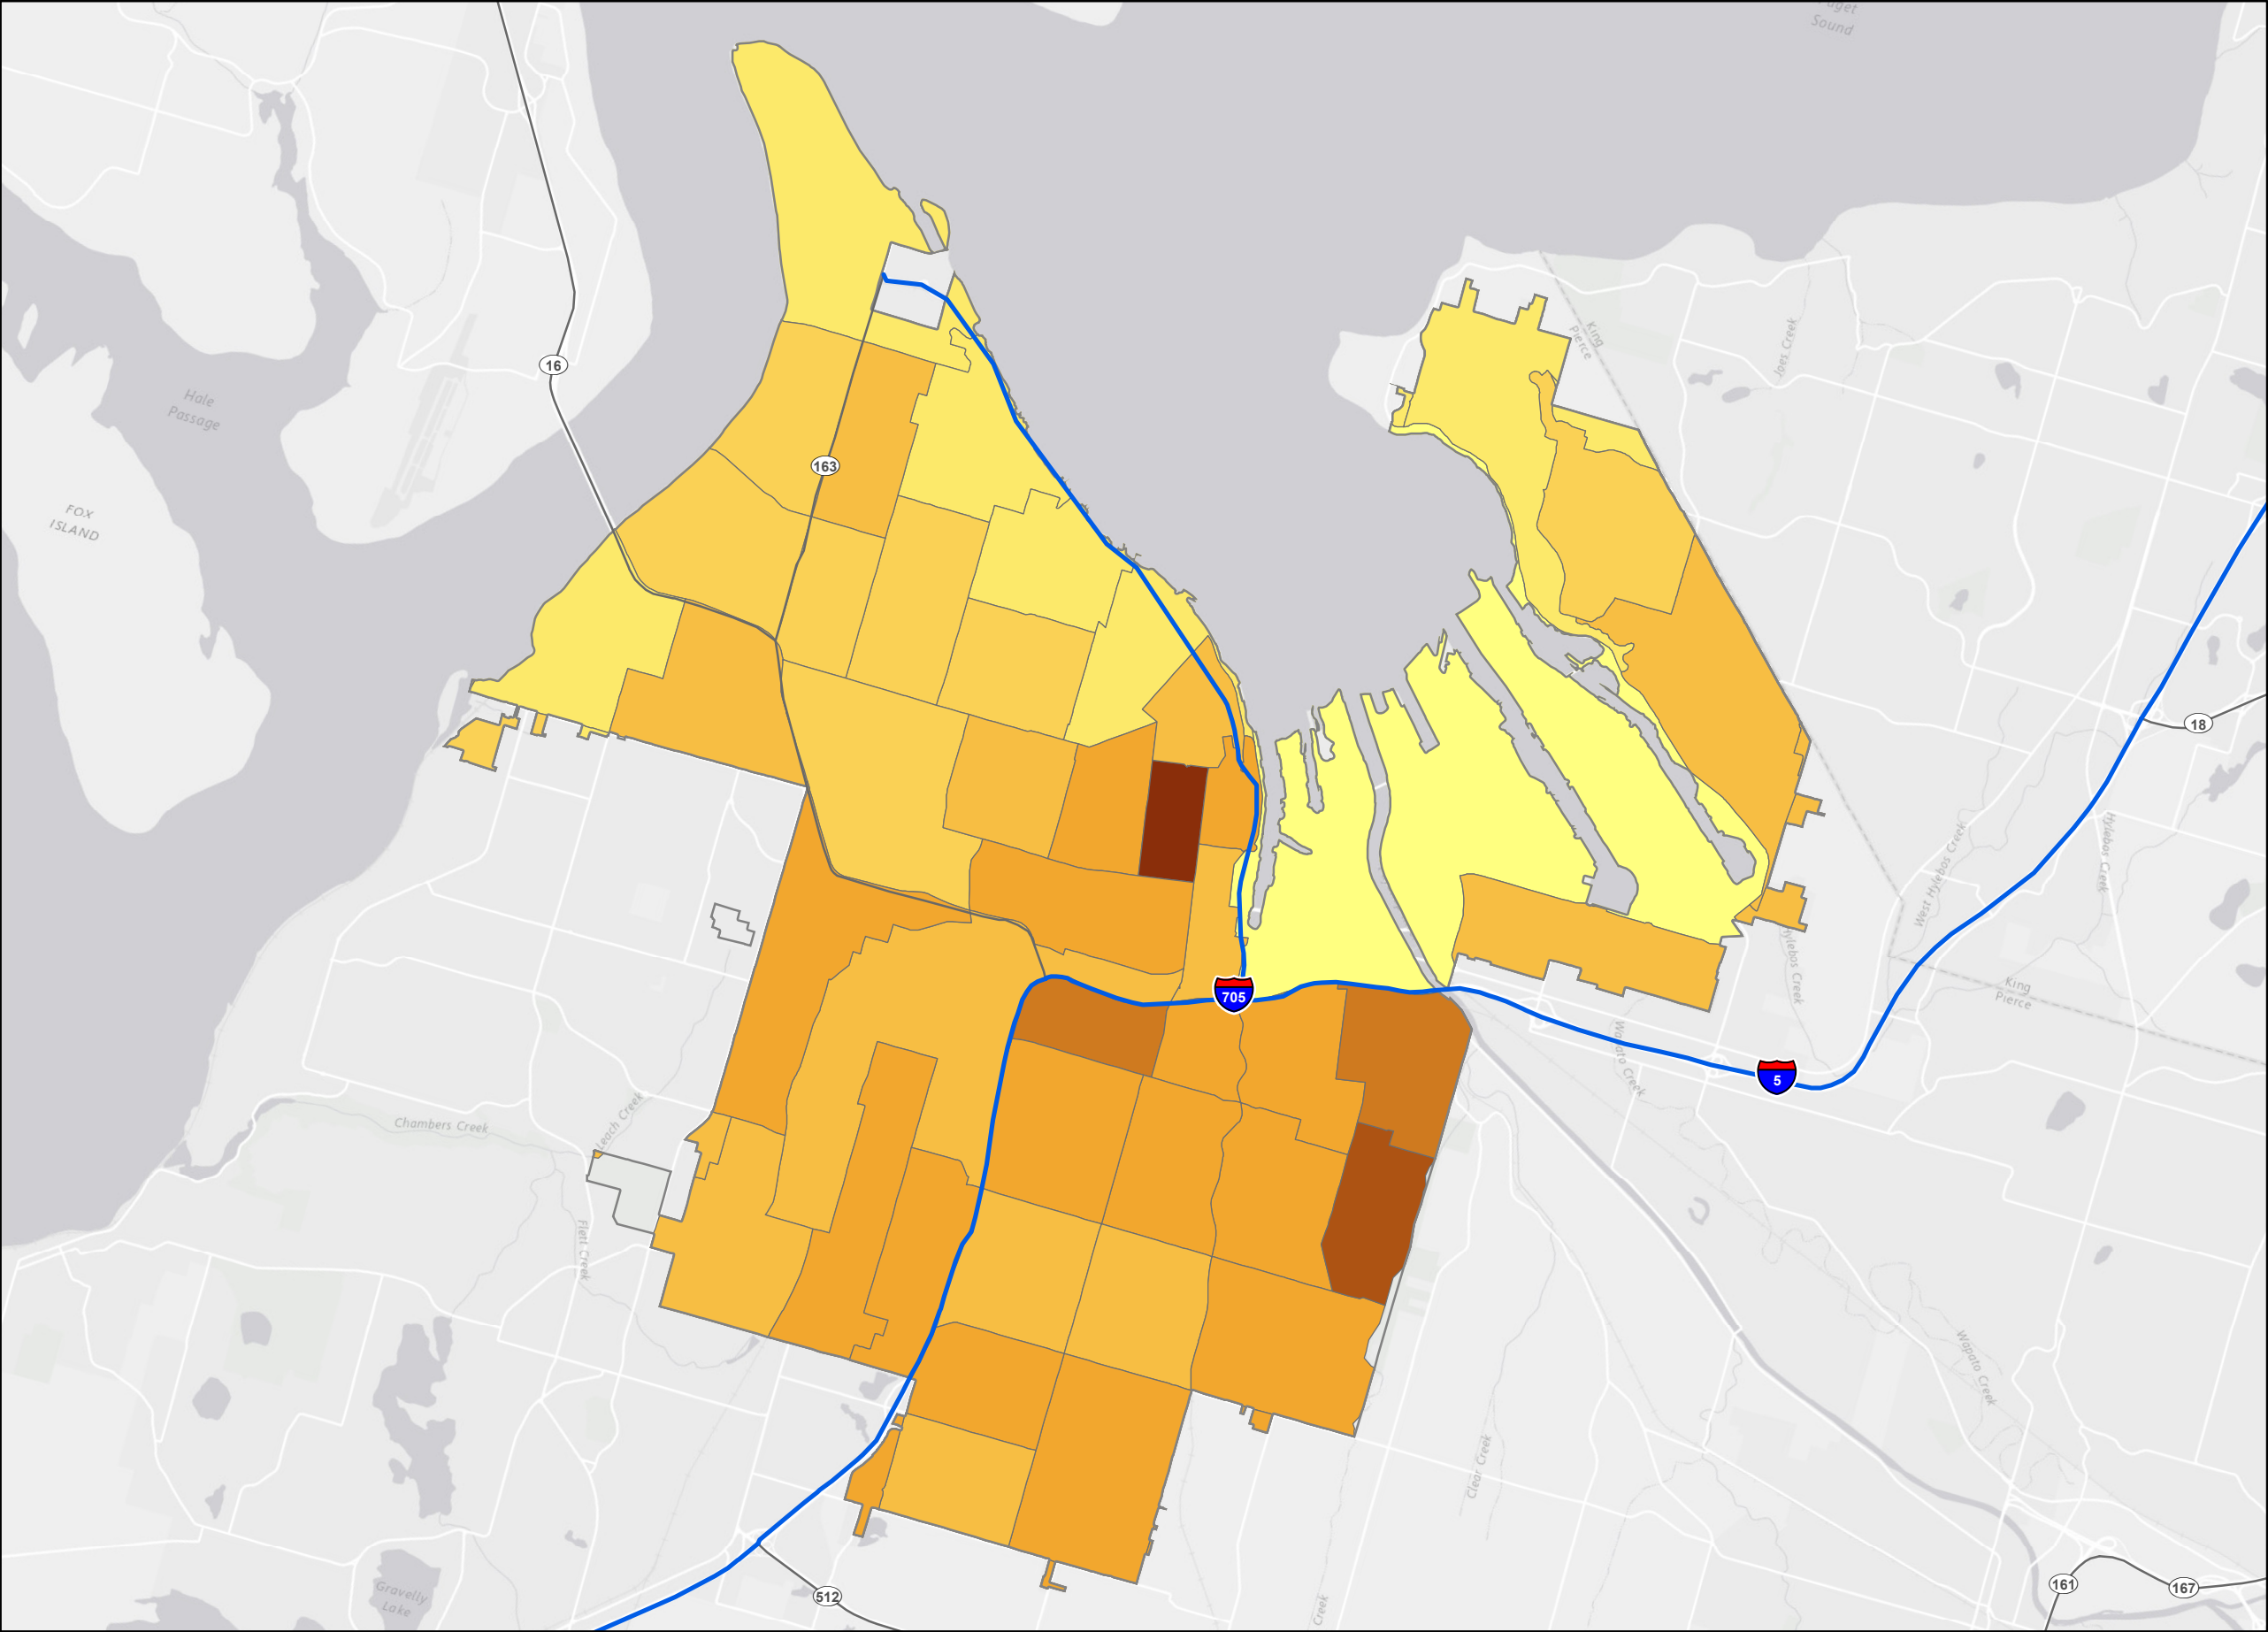 Puget
Sound
Hale
Passage
FOX
ISLAND
16
163
King
Pierce
Joes Creek
18
West Hylebos Creek
Hylebos Creek
Hylebos Creek
King
Pierce
705
5
Wapato Creek
Chambers Creek
Leach Creek
Flett Creek
Wapato Creek
Clear Creek
Creek
Gravelly
Lake
512
161
167